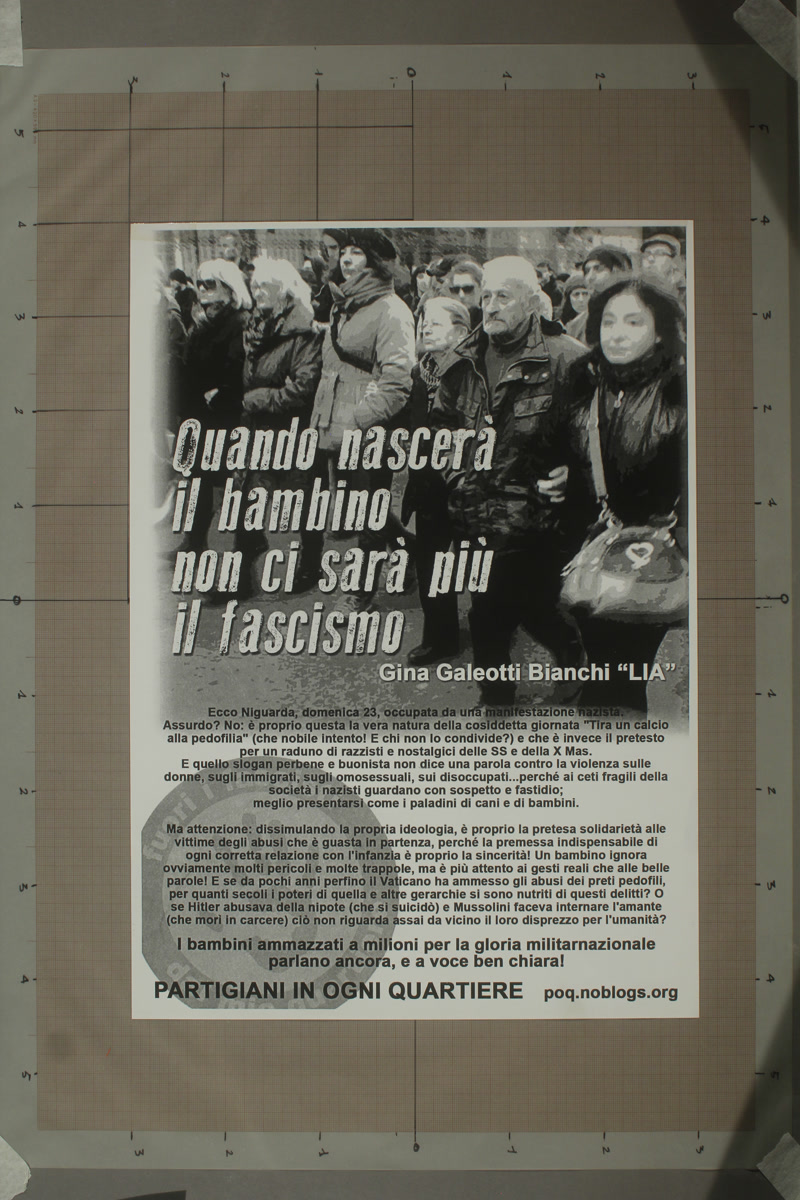 Quando nascerà
il bambino
non ci sarà più
il fascismo
Gina Galeotti Bianchi “LIA”
Ecco Niguarda, domenica 23, occupata da una manifestazione nazista.
Assurdo? No: è proprio questa la vera natura della cosiddetta giornata "Tira un calcio
alla pedofilia" (che nobile intento! E chi non lo condivide?) e che è invece il pretesto
per un raduno di razzisti e nostalgici delle SS e della X Mas.
E quello slogan perbene e buonista non dice una parola contro la violenza sulle
donne, sugli immigrati, sugli omosessuali, sui disoccupati...perché ai ceti fragili della
società i nazisti guardano con sospetto e fastidio;
meglio presentarsi come i paladini di cani e di bambini.
Ma attenzione: dissimulando la propria ideologia, è proprio la pretesa solidarietà alle
vittime degli abusi che è guasta in partenza, perché la premessa indispensabile di
ogni corretta relazione con l'infanzia è proprio la sincerità! Un bambino ignora
ovviamente molti pericoli e molte trappole, ma è più attento ai gesti reali che alle belle
parole! E se da pochi anni perfino il Vaticano ha ammesso gli abusi dei preti pedofili,
per quanti secoli i poteri di quella e altre gerarchie si sono nutriti di questi delitti? O
se Hitler abusava della nipote (che si suicidò) e Mussolini faceva internare l'amante
(che morì in carcere) ciò non riguarda assai da vicino il loro disprezzo per l'umanità?
I bambini ammazzati a milioni per la gloria militarnazionale
parlano ancora, e a voce ben chiara!
PARTIGIANI IN OGNI QUARTIERE poq.noblogs.org